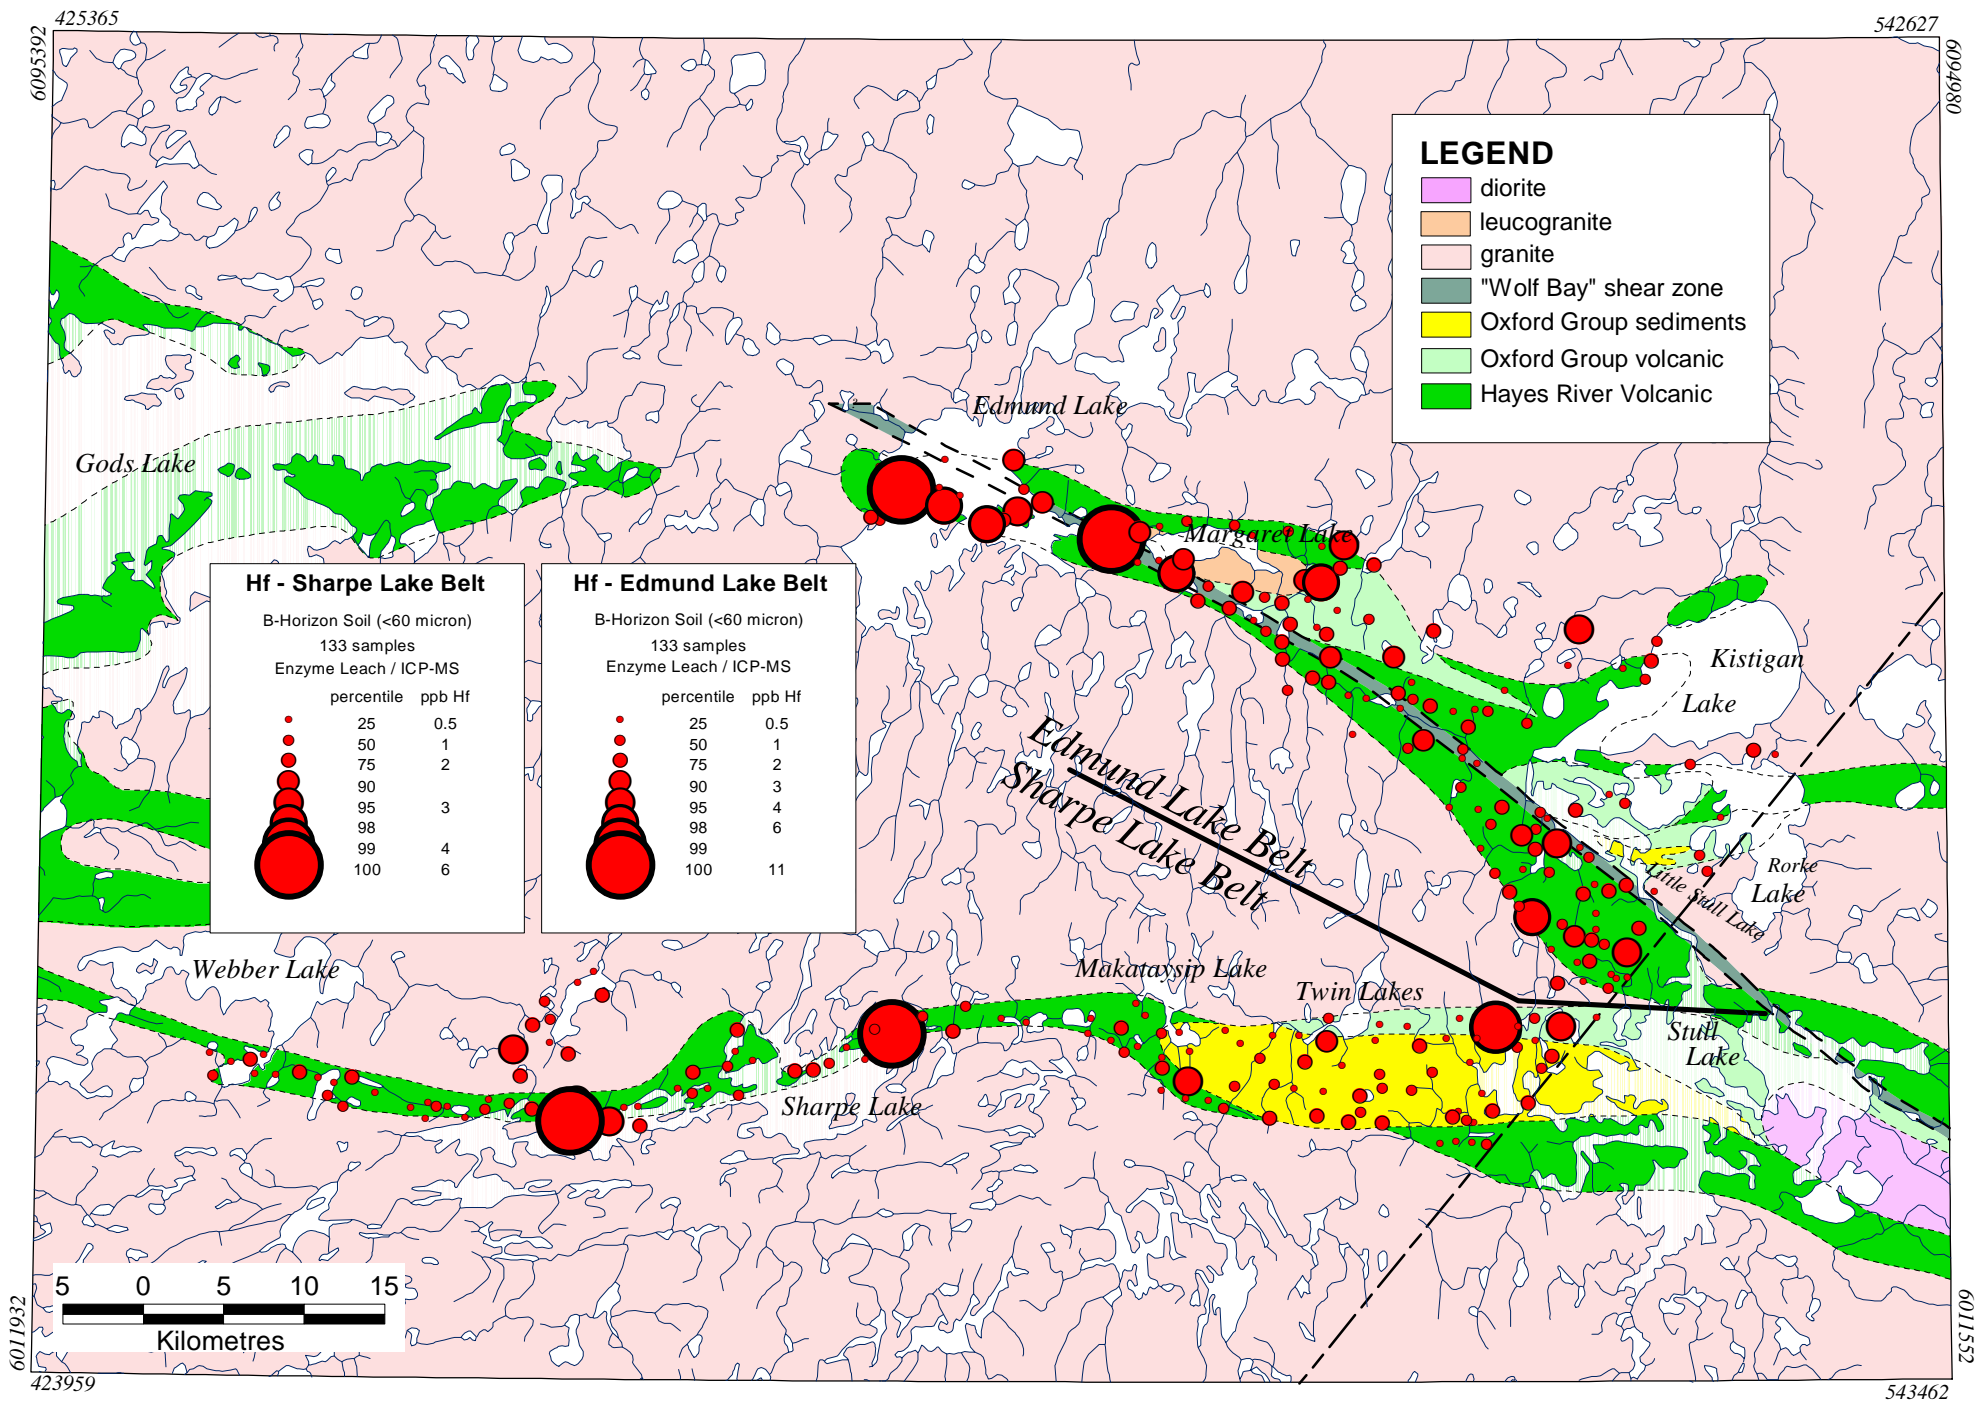 425365
542627
6095392
6094980
LEGEND
diorite
leucogranite
granite
"Wolf Bay" shear zone
Oxford Group sediments
Oxford Group volcanic
Hayes River Volcanic
Edmund Lake
Gods Lake
Margaret Lake
Hf - Sharpe Lake Belt
B-Horizon Soil (<60 micron)
133 samples
Enzyme Leach / ICP-MS
percentile ppb Hf
25 0.5
50 1
75 2
90
95 3
98
99 4
100 6
Hf - Edmund Lake Belt
B-Horizon Soil (<60 micron)
133 samples
Enzyme Leach / ICP-MS
percentile ppb Hf
25 0.5
50 1
75 2
90 3
95 4
98 6
99
100 11
Kistigan
Lake
Edmund Lake Belt
Sharpe Lake Belt
Rorke
Lake
Little Stull Lake
Webber Lake
Makataysip Lake
Twin Lakes
Stull
Lake
Sharpe Lake
5 0 5 10 15
Kilometres
6011932
6011552
423959
543462